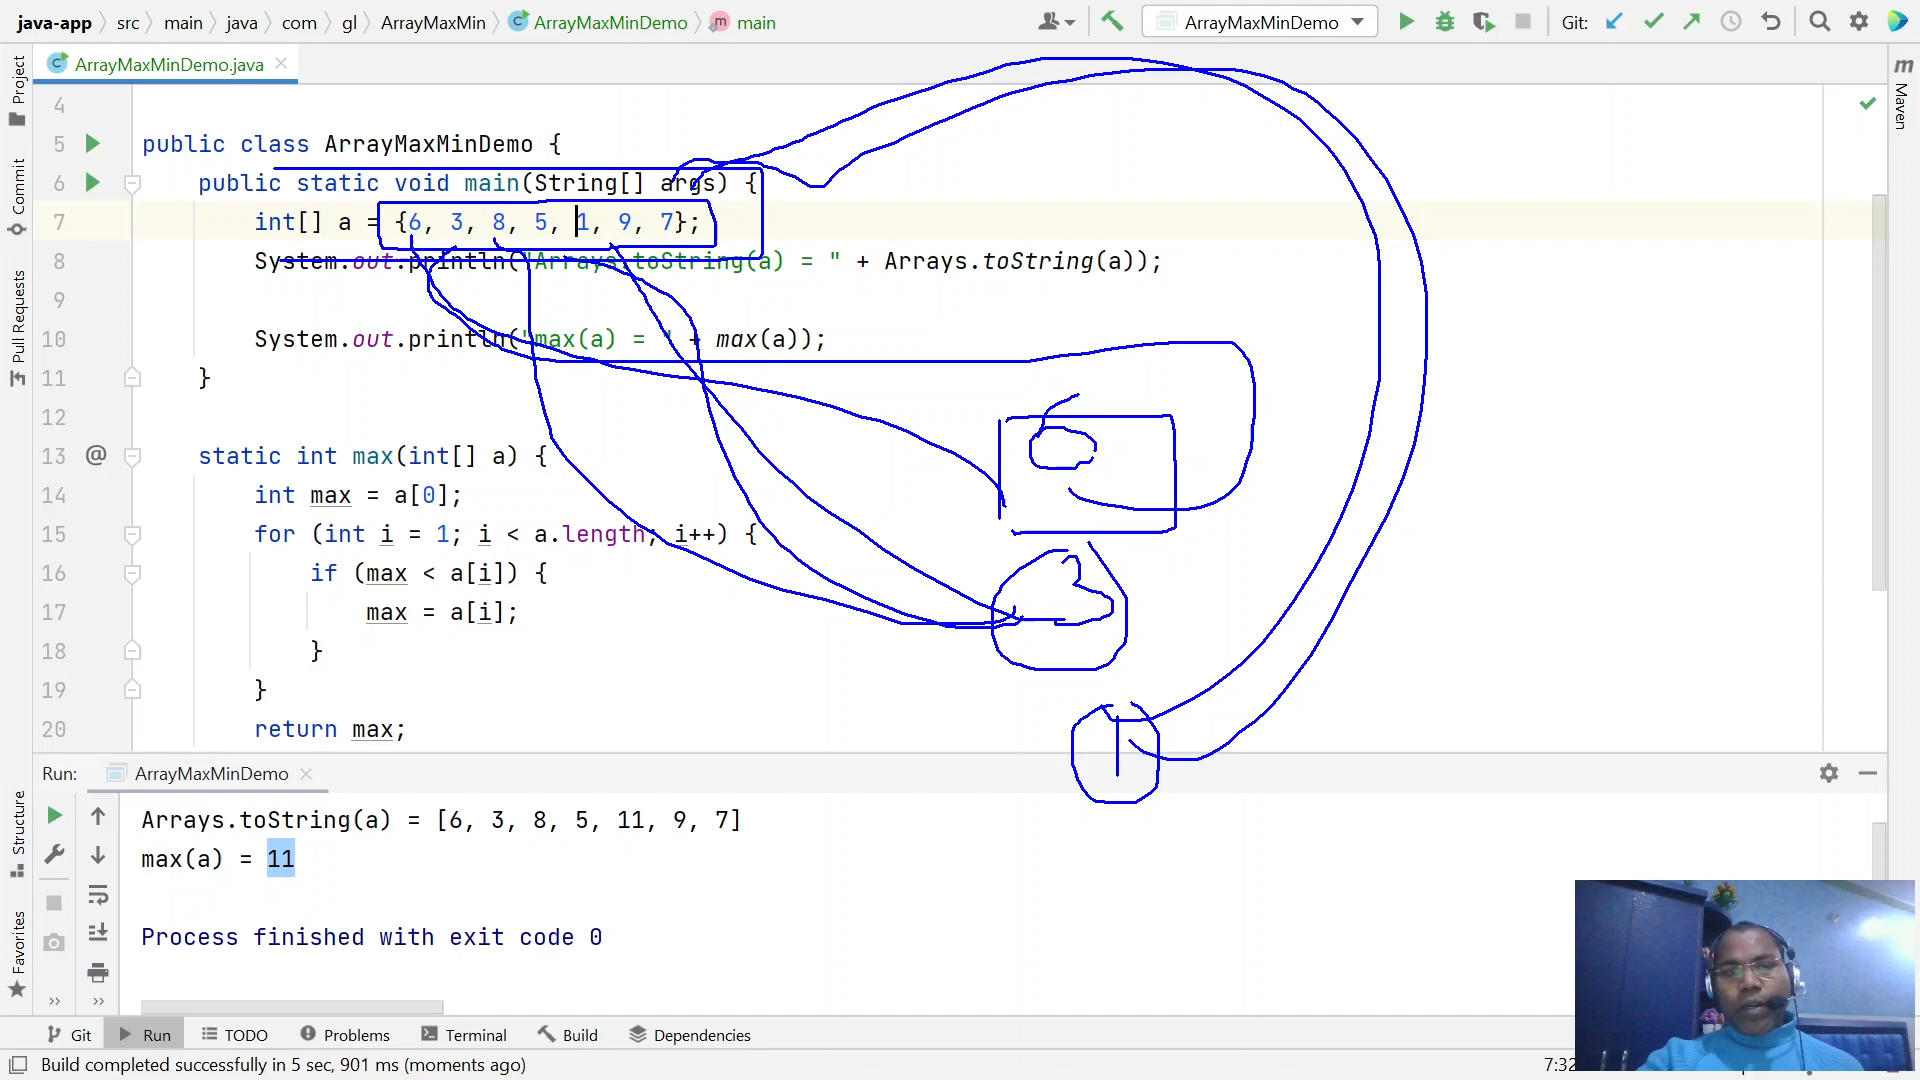 java-app › src › main › java › com › gl › ArrayMaxMin › ArrayMaxMinDemo › main
ArrayMaxMinDemo
Git:
ArrayMaxMinDemo.java
Project
Commit
Pull Requests
Structure
Favorites
m
Maven
4
5 public class ArrayMaxMinDemo {
6 public static void main(String[] args) {
7 int[] a = {6, 3, 8, 5, 1, 9, 7};
8 System.out.println("Arrays.toString(a) = " + Arrays.toString(a));
9
10 System.out.println("max(a) = " + max(a));
11 }
12
13 @ static int max(int[] a) {
14 int max = a[0];
15 for (int i = 1; i < a.length; i++) {
16 if (max < a[i]) {
17 max = a[i];
18 }
19 }
20 return max;
Run: ArrayMaxMinDemo
Arrays.toString(a) = [6, 3, 8, 5, 11, 9, 7]
max(a) = 11
Process finished with exit code 0
Git Run TODO Problems Terminal Build Dependencies
Build completed successfully in 5 sec, 901 ms (moments ago)
7:32